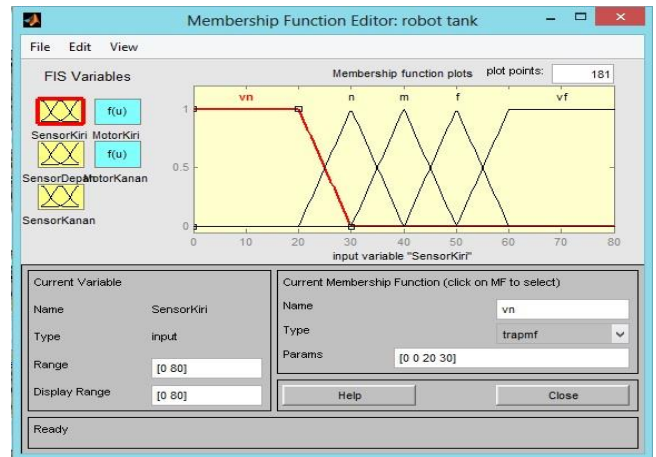 Membership Function Editor: robot tank
File Edit View
FIS Variables
Membership function plots plot points: 181
f(u)
SensorKiri MotorKiri
f(u)
SensorDepan MotorKanan
SensorKanan
vn n m f vf
1
0.5
0
0 10 20 30 40 50 60 70 80
input variable "SensorKiri"
Current Variable
Name SensorKiri
Type input
Range [0 80]
Display Range [0 80]
Current Membership Function (click on MF to select)
Name vn
Type trapmf
Params [0 0 20 30]
Help Close
Ready